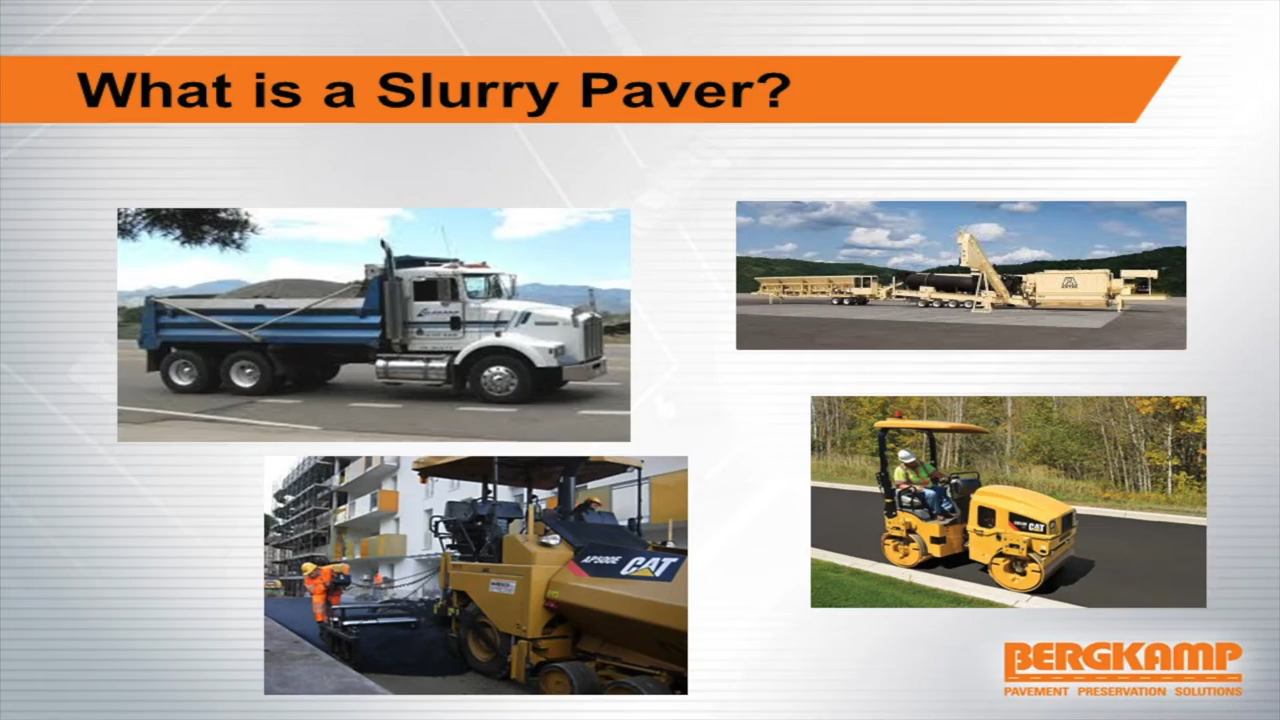 What is a Slurry Paver?
AP500E CAT
CAT
BERGKAMP
PAVEMENT PRESERVATION SOLUTIONS